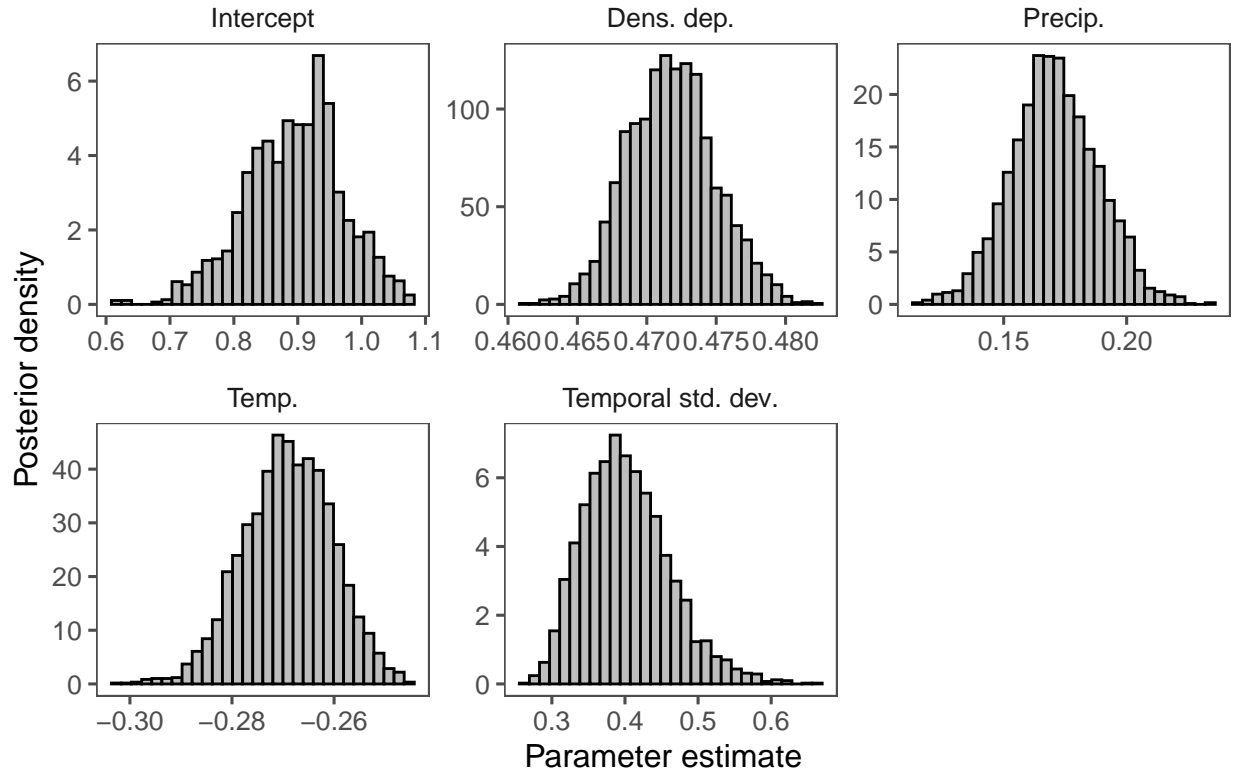 Intercept
Dens. dep.
Precip.
6
4
2
0
0.6 0.7 0.8 0.9 1.0 1.1
100
50
0
0.460 0.465 0.470 0.475 0.480
20
15
10
5
0
0.15 0.20
Posterior density
Temp.
Temporal std. dev.
40
30
20
10
0
−0.30 −0.28 −0.26
6
4
2
0
0.3 0.4 0.5 0.6
Parameter estimate